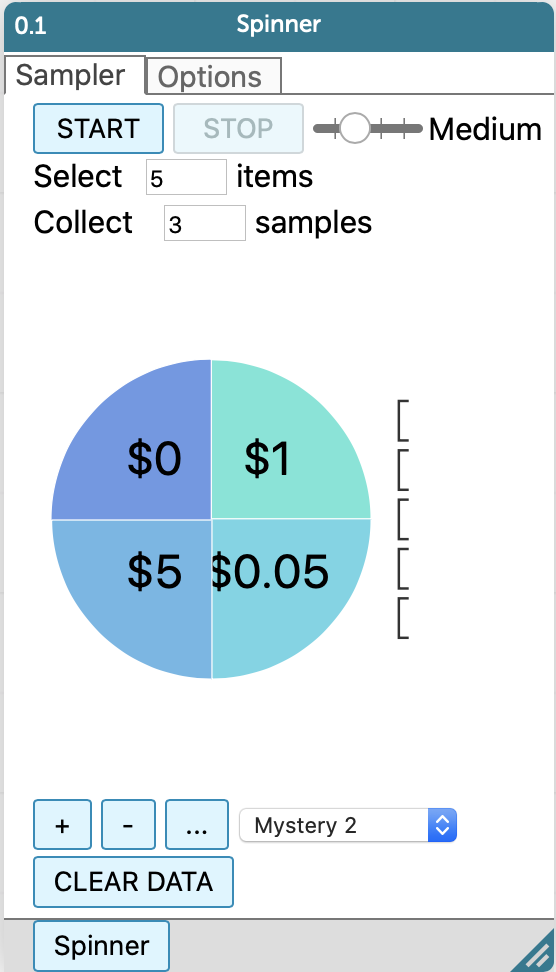 0.1 Spinner
Sampler Options
START STOP Medium
Select 5 items
Collect 3 samples
$0 $1
$5 $0.05
+ - ... Mystery 2
CLEAR DATA
Spinner